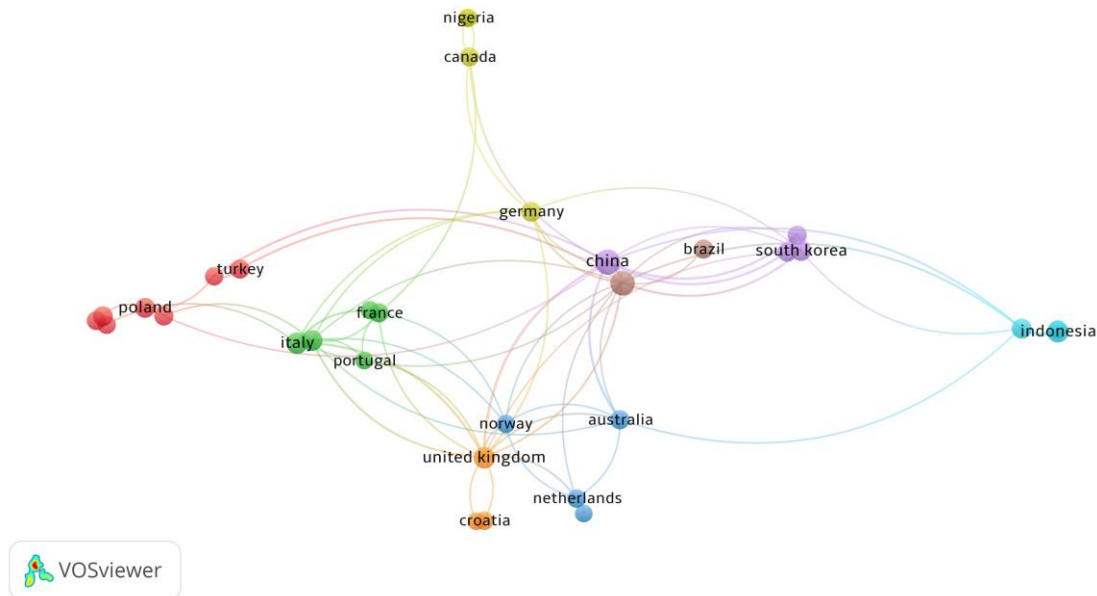 nigeria
canada
germany
china
brazil
south korea
turkey
poland
france
italy
portugal
indonesia
norway
australia
united kingdom
netherlands
croatia
VOSviewer